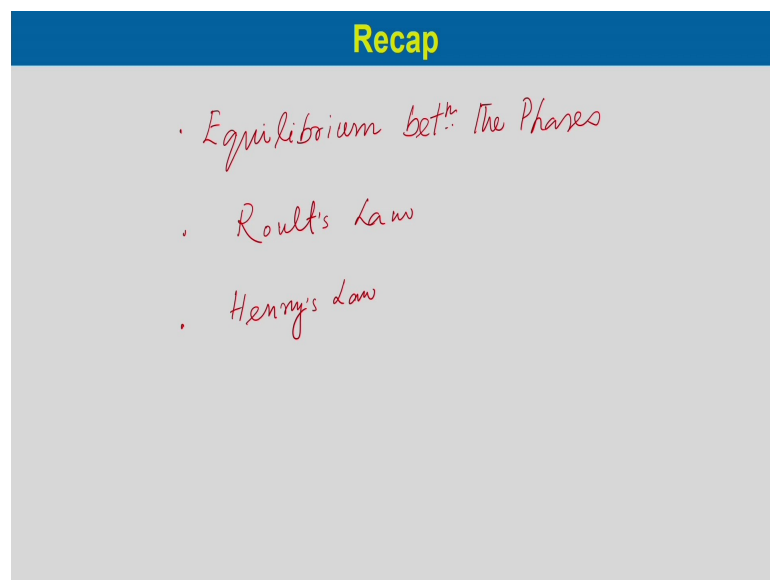 Recap
· Equilibrium betⁿ. The Phases
· Roult's Law
· Henry's Law